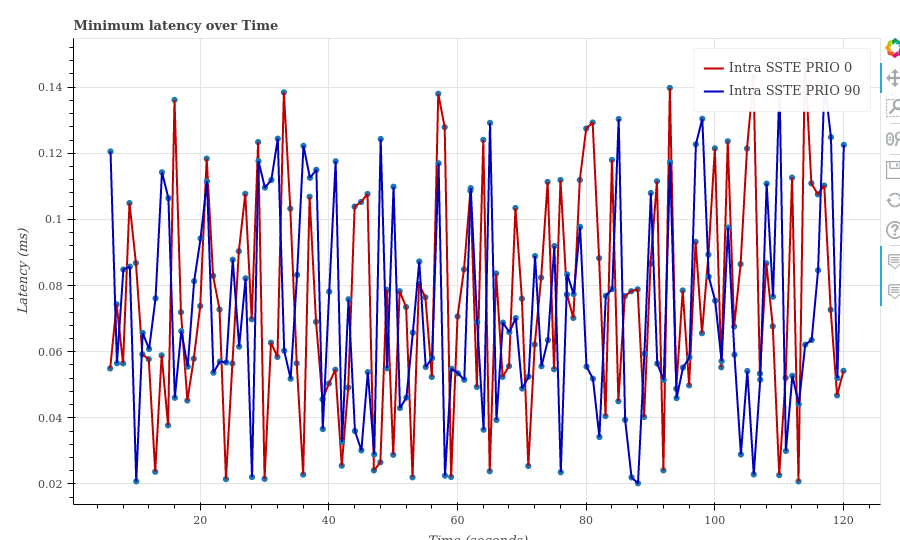 Minimum latency over Time
Intra SSTE PRIO 0
Intra SSTE PRIO 90
Latency (ms)
0.14
0.12
0.1
0.08
0.06
0.04
0.02
20 40 60 80 100 120
Time (seconds)